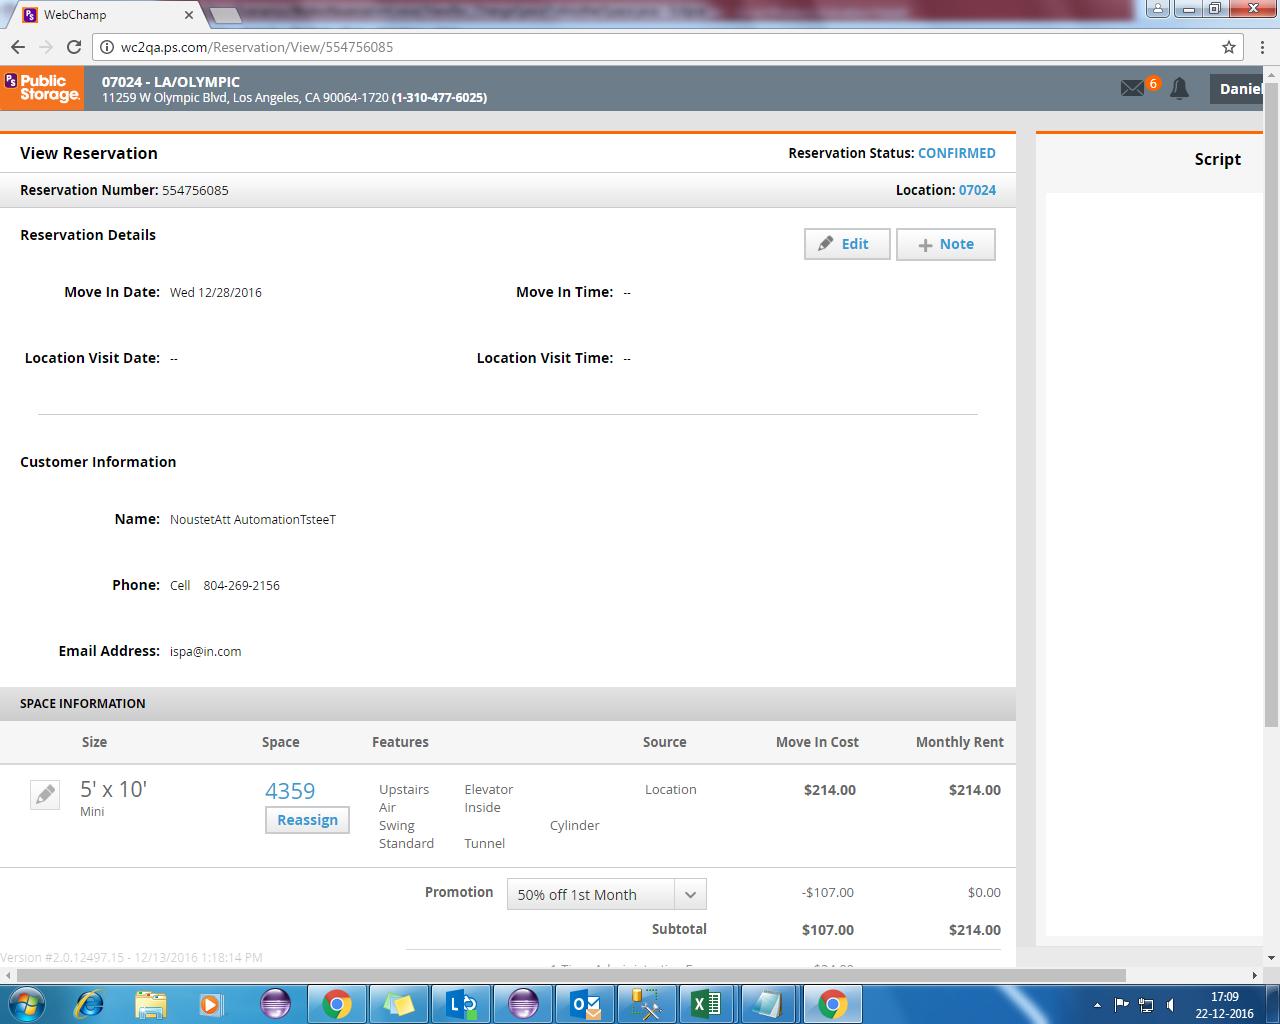 WebChamp
wc2qa.ps.com/Reservation/View/554756085
PS Public Storage.
07024 - LA/OLYMPIC
11259 W Olympic Blvd, Los Angeles, CA 90064-1720 (1-310-477-6025)
6
Daniel
View Reservation
Reservation Status: CONFIRMED
Script
Reservation Number: 554756085
Location: 07024
Reservation Details
Edit
Note
Move In Date: Wed 12/28/2016
Move In Time: --
Location Visit Date: --
Location Visit Time: --
Customer Information
Name: NoustetAtt AutomationTsteeT
Phone: Cell 804-269-2156
Email Address: ispa@in.com
SPACE INFORMATION
Size Space Features Source Move In Cost Monthly Rent
5' x 10' 4359 Upstairs Elevator Location $214.00 $214.00
Mini Air Inside
Reassign Swing Cylinder
Standard Tunnel
Promotion 50% off 1st Month -$107.00 $0.00
Subtotal $107.00 $214.00
Version #2.0.12497.15 - 12/13/2016 1:18:14 PM
17:09
22-12-2016